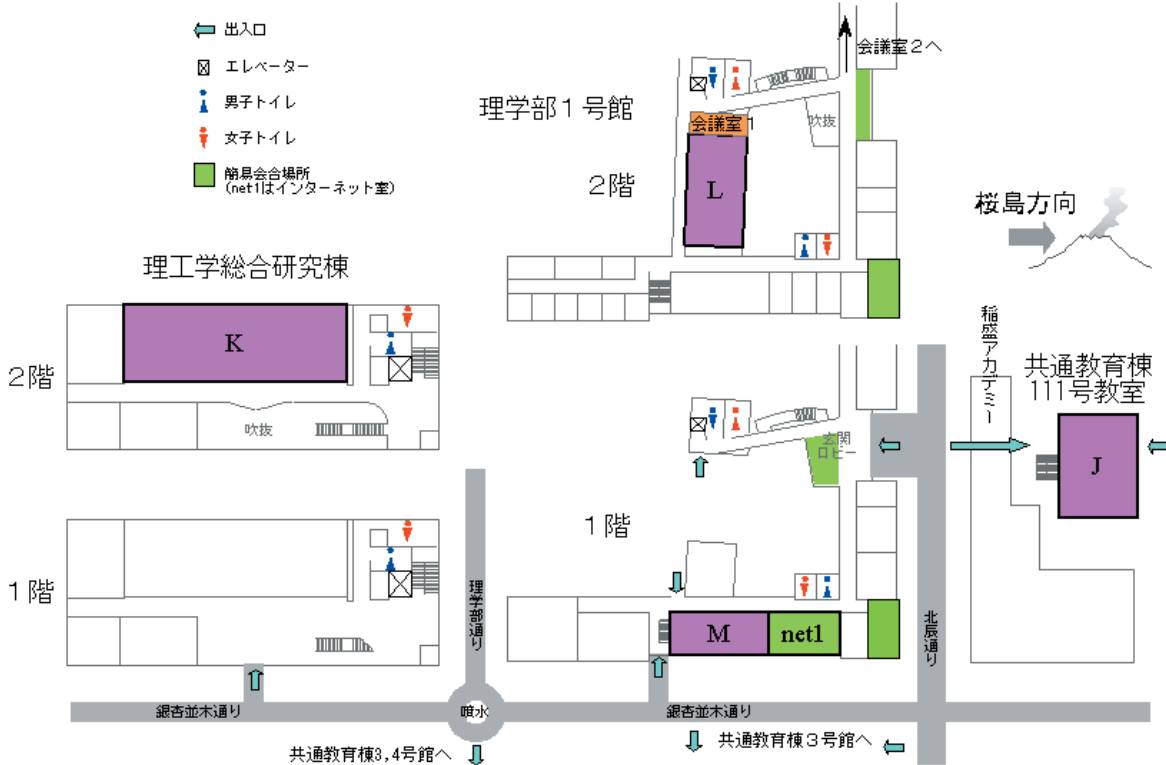 出入口
エレベーター
男子トイレ
女子トイレ
簡易会合場所
(net1はインターネット室)
会議室2へ
理学部1号館
会議室1
吹抜
2階
L
桜島方向
理工学総合研究棟
K
2階
吹抜
稲盛アカデミー
共通教育棟
111号教室
J
玄関
ロビー
1階
1階
理学部通り
M
net1
北辰通り
銀杏並木通り
噴水
銀杏並木通り
共通教育棟3,4号館へ
共通教育棟3号館へ